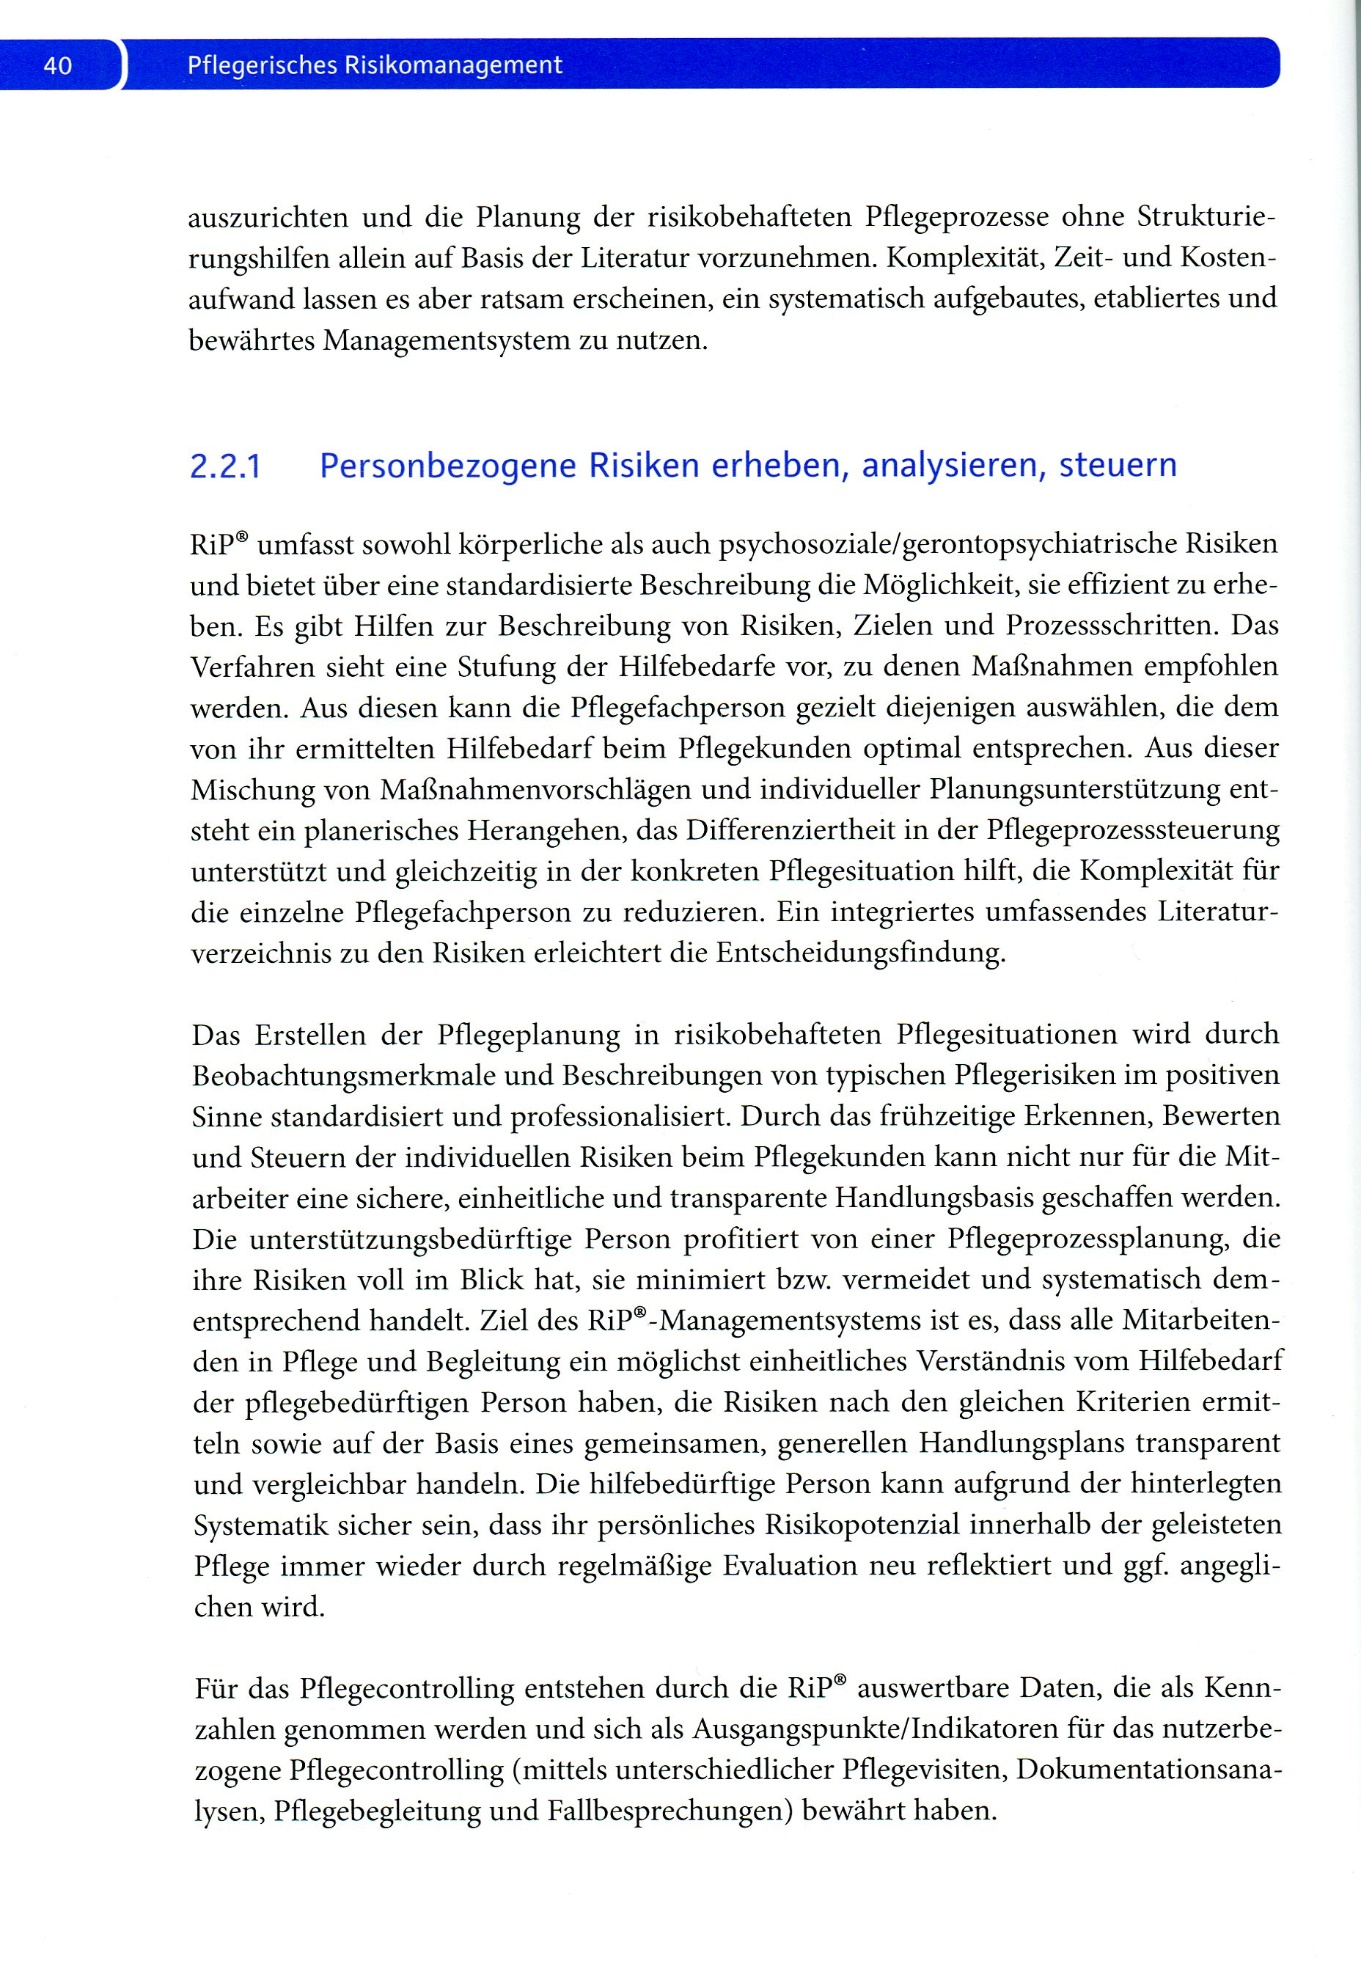 40
Pflegerisches Risikomanagement
auszurichten und die Planung der risikobehafteten Pflegeprozesse ohne Strukturie-
rungshilfen allein auf Basis der Literatur vorzunehmen. Komplexität, Zeit- und Kosten-
aufwand lassen es aber ratsam erscheinen, ein systematisch aufgebautes, etabliertes und
bewährtes Managementsystem zu nutzen.
2.2.1 Personbezogene Risiken erheben, analysieren, steuern
RiP® umfasst sowohl körperliche als auch psychosoziale/gerontopsychiatrische Risiken
und bietet über eine standardisierte Beschreibung die Möglichkeit, sie effizient zu erhe-
ben. Es gibt Hilfen zur Beschreibung von Risiken, Zielen und Prozessschritten. Das
Verfahren sieht eine Stufung der Hilfebedarfe vor, zu denen Maßnahmen empfohlen
werden. Aus diesen kann die Pflegefachperson gezielt diejenigen auswählen, die dem
von ihr ermittelten Hilfebedarf beim Pflegekunden optimal entsprechen. Aus dieser
Mischung von Maßnahmenvorschlägen und individueller Planungsunterstützung ent-
steht ein planerisches Herangehen, das Differenziertheit in der Pflegeprozesssteuerung
unterstützt und gleichzeitig in der konkreten Pflegesituation hilft, die Komplexität für
die einzelne Pflegefachperson zu reduzieren. Ein integriertes umfassendes Literatur-
verzeichnis zu den Risiken erleichtert die Entscheidungsfindung.
Das Erstellen der Pflegeplanung in risikobehafteten Pflegesituationen wird durch
Beobachtungsmerkmale und Beschreibungen von typischen Pflegerisiken im positiven
Sinne standardisiert und professionalisiert. Durch das frühzeitige Erkennen, Bewerten
und Steuern der individuellen Risiken beim Pflegekunden kann nicht nur für die Mit-
arbeiter eine sichere, einheitliche und transparente Handlungsbasis geschaffen werden.
Die unterstützungsbedürftige Person profitiert von einer Pflegeprozessplanung, die
ihre Risiken voll im Blick hat, sie minimiert bzw. vermeidet und systematisch dem-
entsprechend handelt. Ziel des RiP®-Managementsystems ist es, dass alle Mitarbeiten-
den in Pflege und Begleitung ein möglichst einheitliches Verständnis vom Hilfebedarf
der pflegebedürftigen Person haben, die Risiken nach den gleichen Kriterien ermit-
teln sowie auf der Basis eines gemeinsamen, generellen Handlungsplans transparent
und vergleichbar handeln. Die hilfebedürftige Person kann aufgrund der hinterlegten
Systematik sicher sein, dass ihr persönliches Risikopotenzial innerhalb der geleisteten
Pflege immer wieder durch regelmäßige Evaluation neu reflektiert und ggf. angegli-
chen wird.
Für das Pflegecontrolling entstehen durch die RiP® auswertbare Daten, die als Kenn-
zahlen genommen werden und sich als Ausgangspunkte/Indikatoren für das nutzerbe-
zogene Pflegecontrolling (mittels unterschiedlicher Pflegevisiten, Dokumentationsana-
lysen, Pflegebegleitung und Fallbesprechungen) bewährt haben.